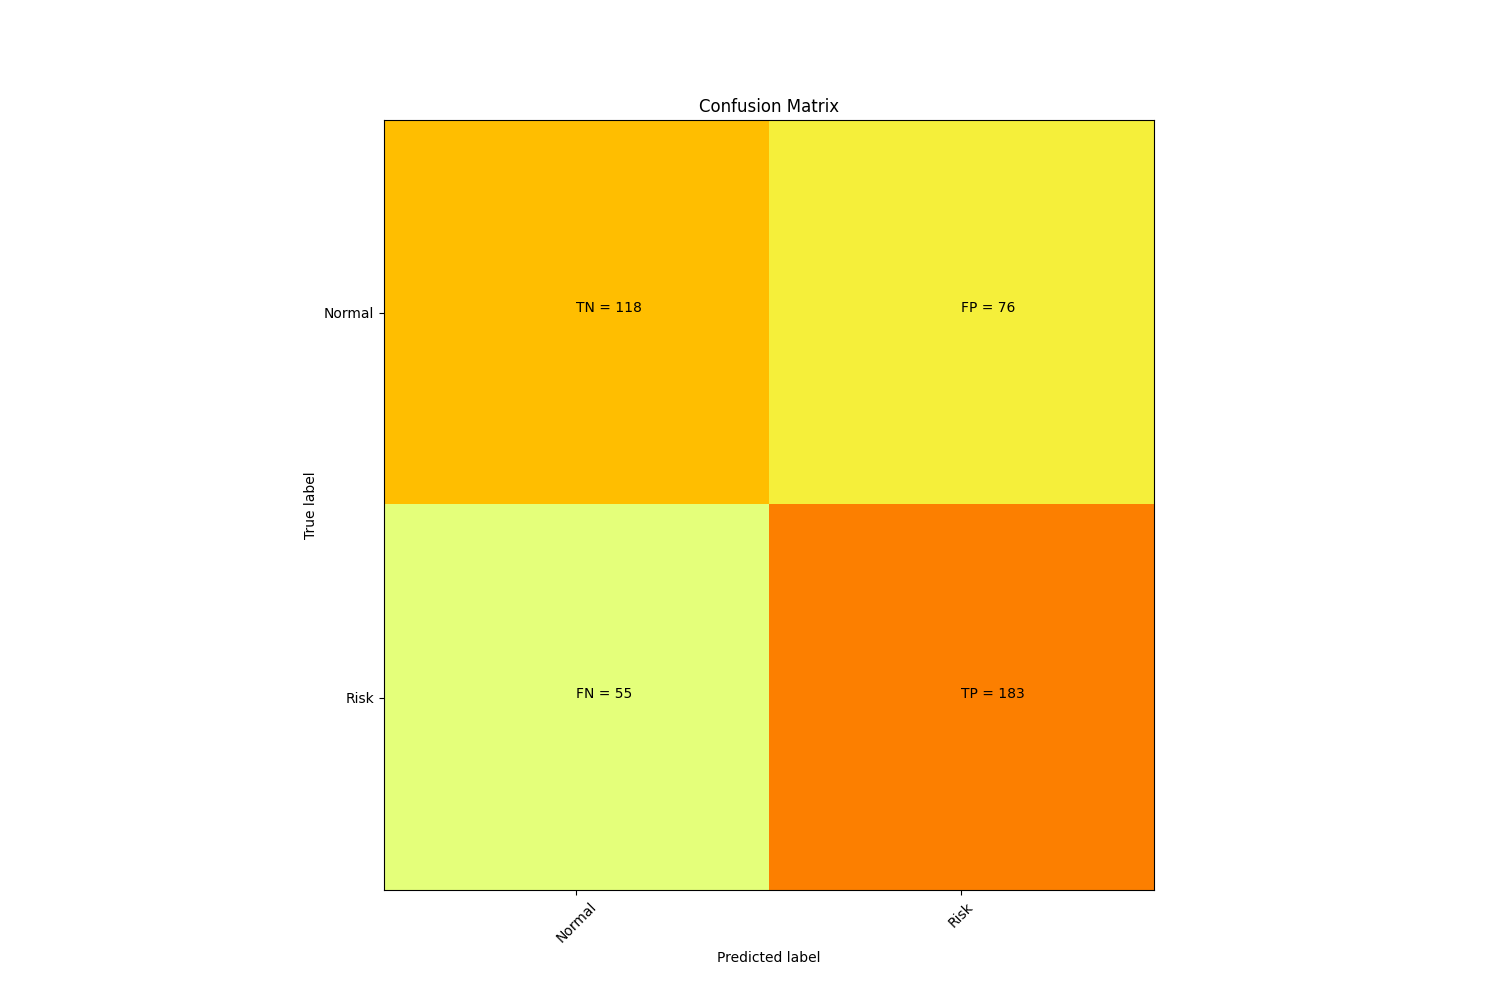 Confusion Matrix
Normal
TN = 118
FP = 76
True label
Risk
FN = 55
TP = 183
Normal
Risk
Predicted label